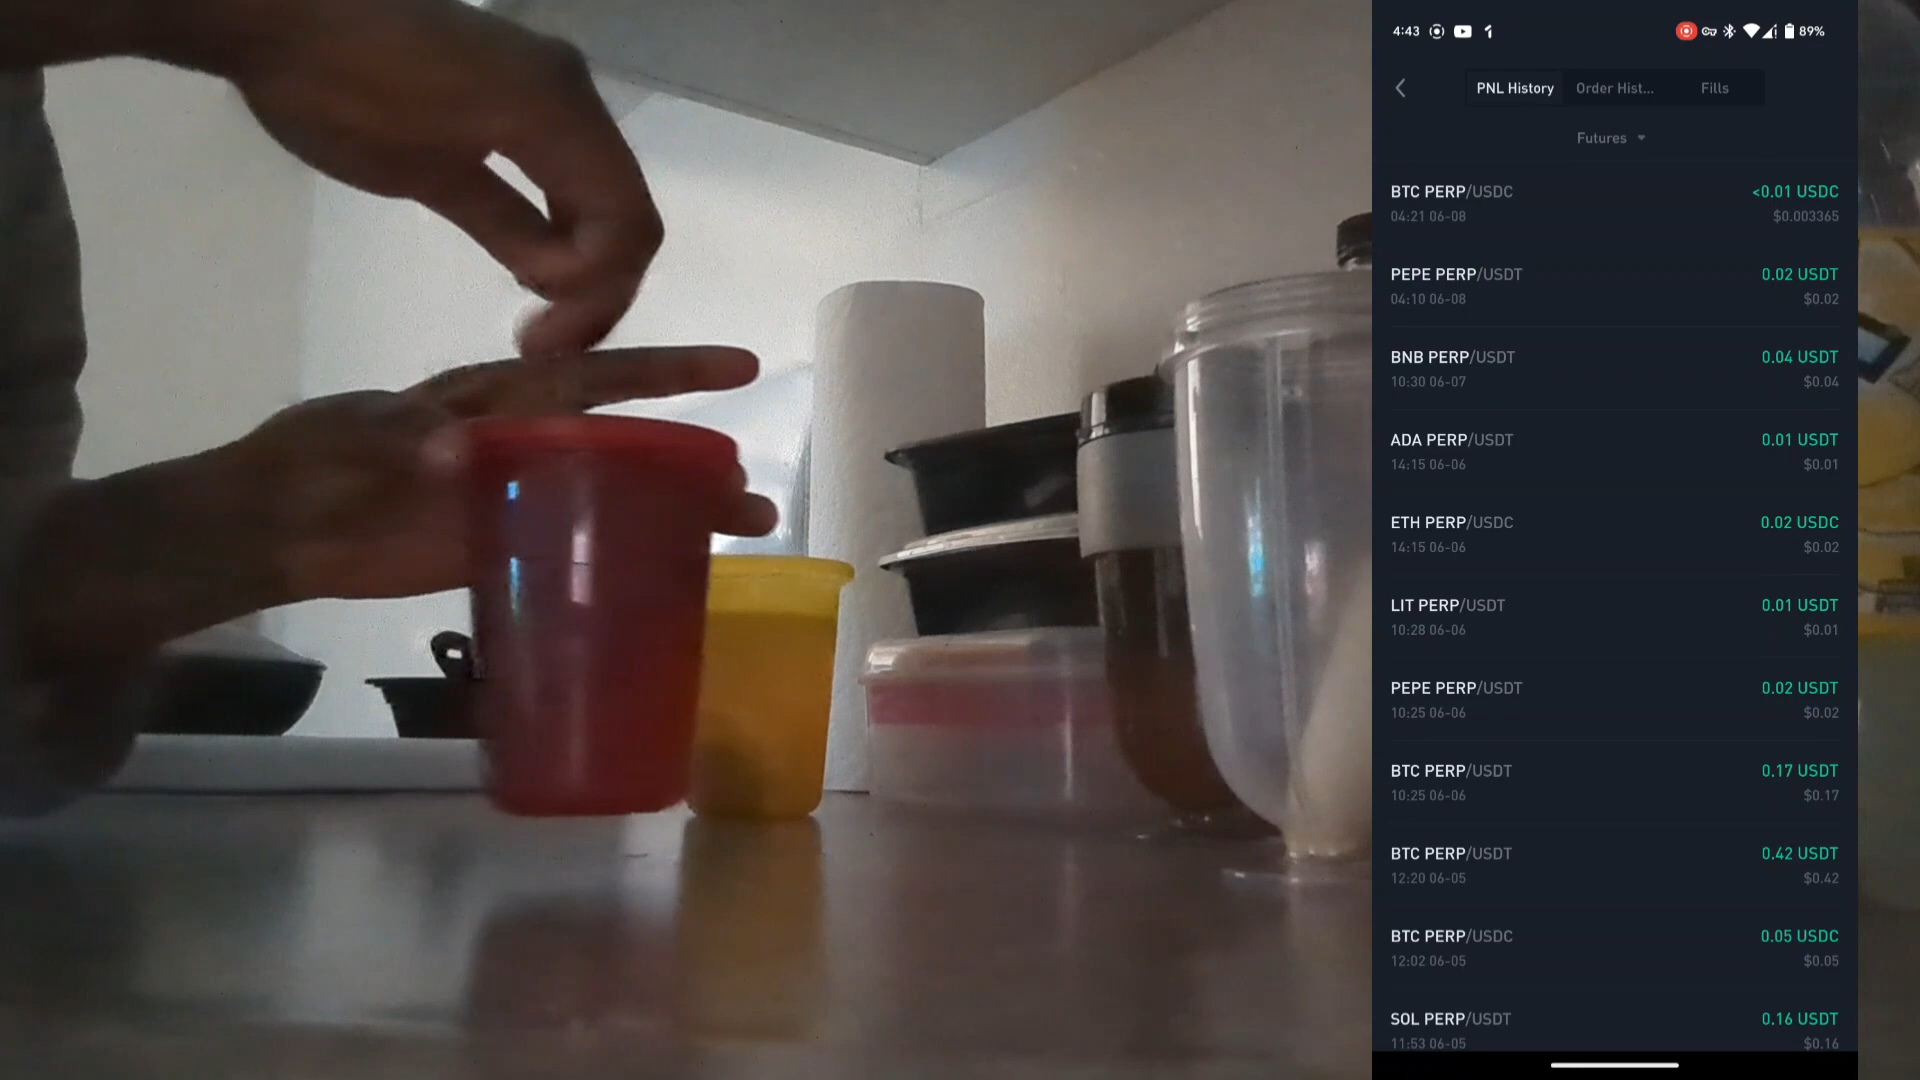 4:43
89%
PNL History
Order Hist...
Fills
Futures
BTC PERP/USDC
<0.01 USDC
04:21 06-08
$0.003365
PEPE PERP/USDT
0.02 USDT
04:10 06-08
$0.02
BNB PERP/USDT
0.04 USDT
10:30 06-07
$0.04
ADA PERP/USDT
0.01 USDT
14:15 06-06
$0.01
ETH PERP/USDC
0.02 USDC
14:15 06-06
$0.02
LIT PERP/USDT
0.01 USDT
10:28 06-06
$0.01
PEPE PERP/USDT
0.02 USDT
10:25 06-06
$0.02
BTC PERP/USDT
0.17 USDT
10:25 06-06
$0.17
BTC PERP/USDT
0.42 USDT
12:20 06-05
$0.42
BTC PERP/USDC
0.05 USDC
12:02 06-05
$0.05
SOL PERP/USDT
0.16 USDT
11:53 06-05
$0.16